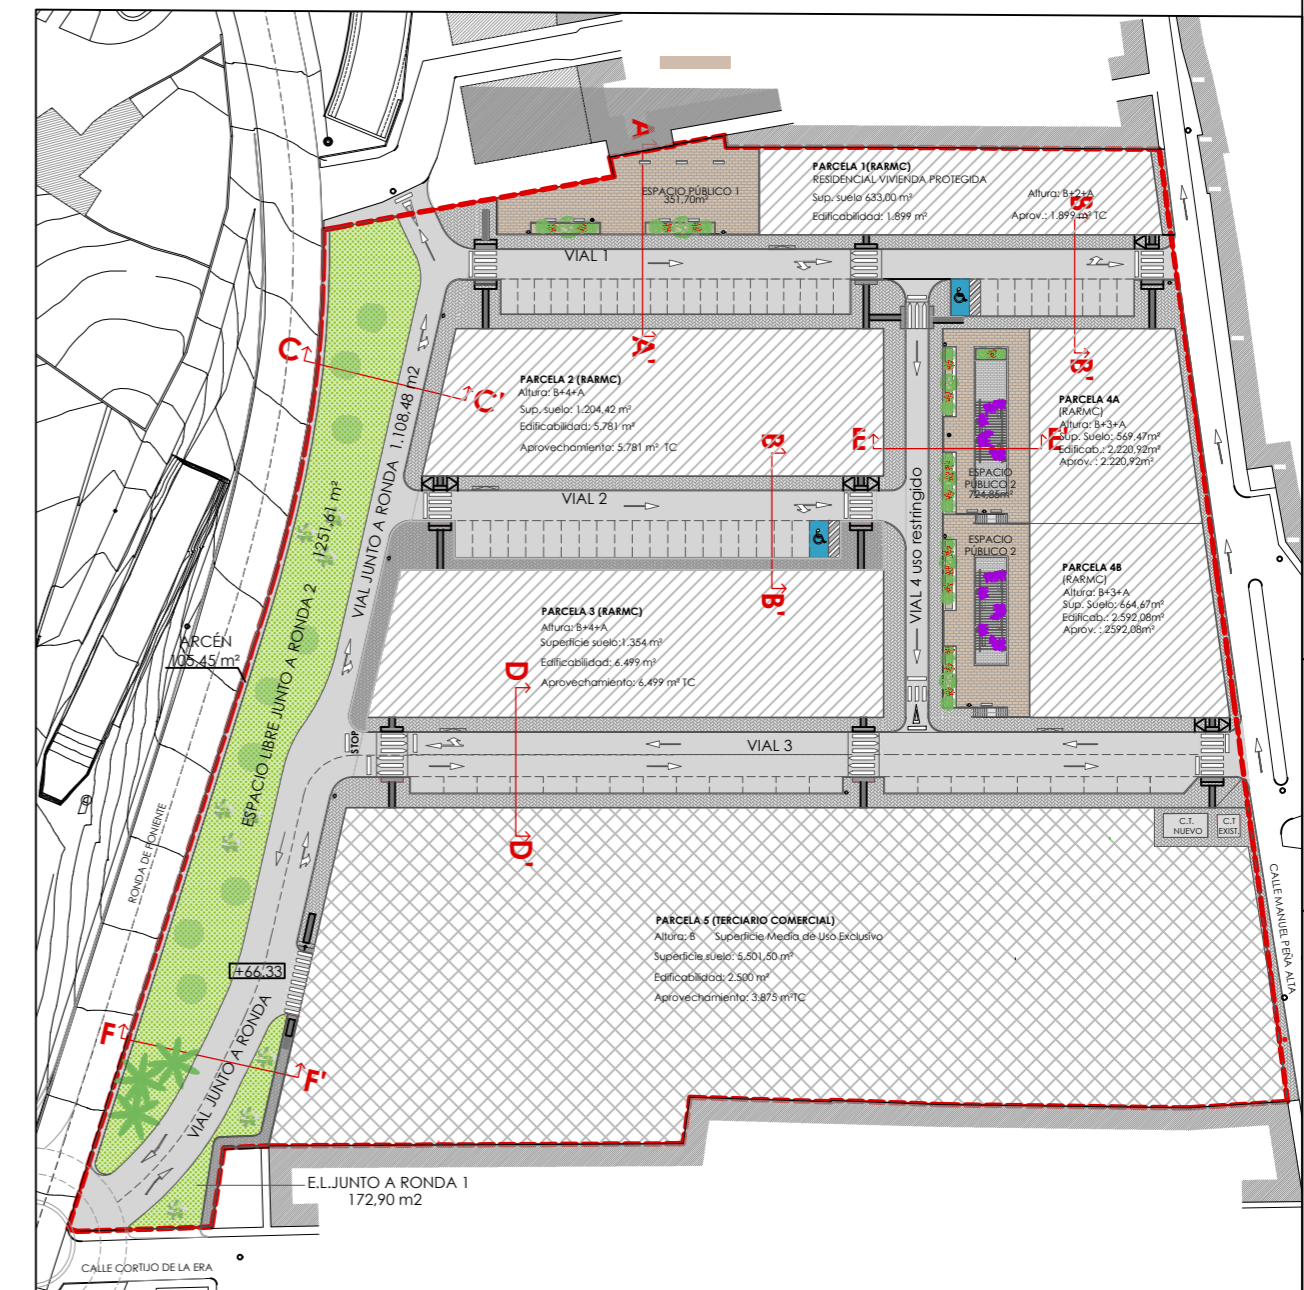 A
ESPACIO PÚBLICO 1
351,70m²
PARCELA 1(RARMC)
RESIDENCIAL VIVIENDA PROTEGIDA
Sup. suelo 633,00 m²
Edificabilidad: 1.899 m²
Altura: B+2+A
Aprov.: 1.899 m² TC
B
VIAL 1
A'
B'
C
C'
PARCELA 2 (RARMC)
Altura: B+4+A
Sup. suelo: 1.204,42 m²
Edificabilidad: 5.781 m²
Aprovechamiento: 5.781 m² TC
B
E
E'
PARCELA 4A
(RARMC)
Altura: B+3+A
Sup. Suelo: 569,47m²
Edificab.: 2.220,92m²
Aprov. : 2.220,92m²
ESPACIO
PÚBLICO 2
724,85m²
VIAL 2
VIAL JUNTO A RONDA 1.108,48 m2
ESPACIO LIBRE JUNTO A RONDA 2 1251,61 m²
VIAL 4 uso restringido
ESPACIO
PÚBLICO 2
PARCELA 4B
(RARMC)
Altura: B+3+A
Sup. Suelo: 664,67m²
Edificab.: 2.592,08m²
Aprov. : 2592,08m²
B'
PARCELA 3 (RARMC)
Altura: B+4+A
Superficie suelo:1.354 m²
Edificabilidad: 6.499 m²
Aprovechamiento: 6.499 m² TC
ARCÉN
105,45 m²
D
STOP
VIAL 3
RONDA DE PONIENTE
D'
C.T.
NUEVO
C.T
EXIST.
CALLE MANUEL PEÑA ALTA
PARCELA 5 (TERCIARIO COMERCIAL)
Altura: B Superficie Media de Uso Exclusivo
Superficie suelo: 5.501,50 m²
Edificabilidad: 2.500 m²
Aprovechamiento: 3.875 m²TC
+66,33
VIAL JUNTO A RONDA
F
F'
E.L.JUNTO A RONDA 1
172,90 m2
CALLE CORTIJO DE LA ERA